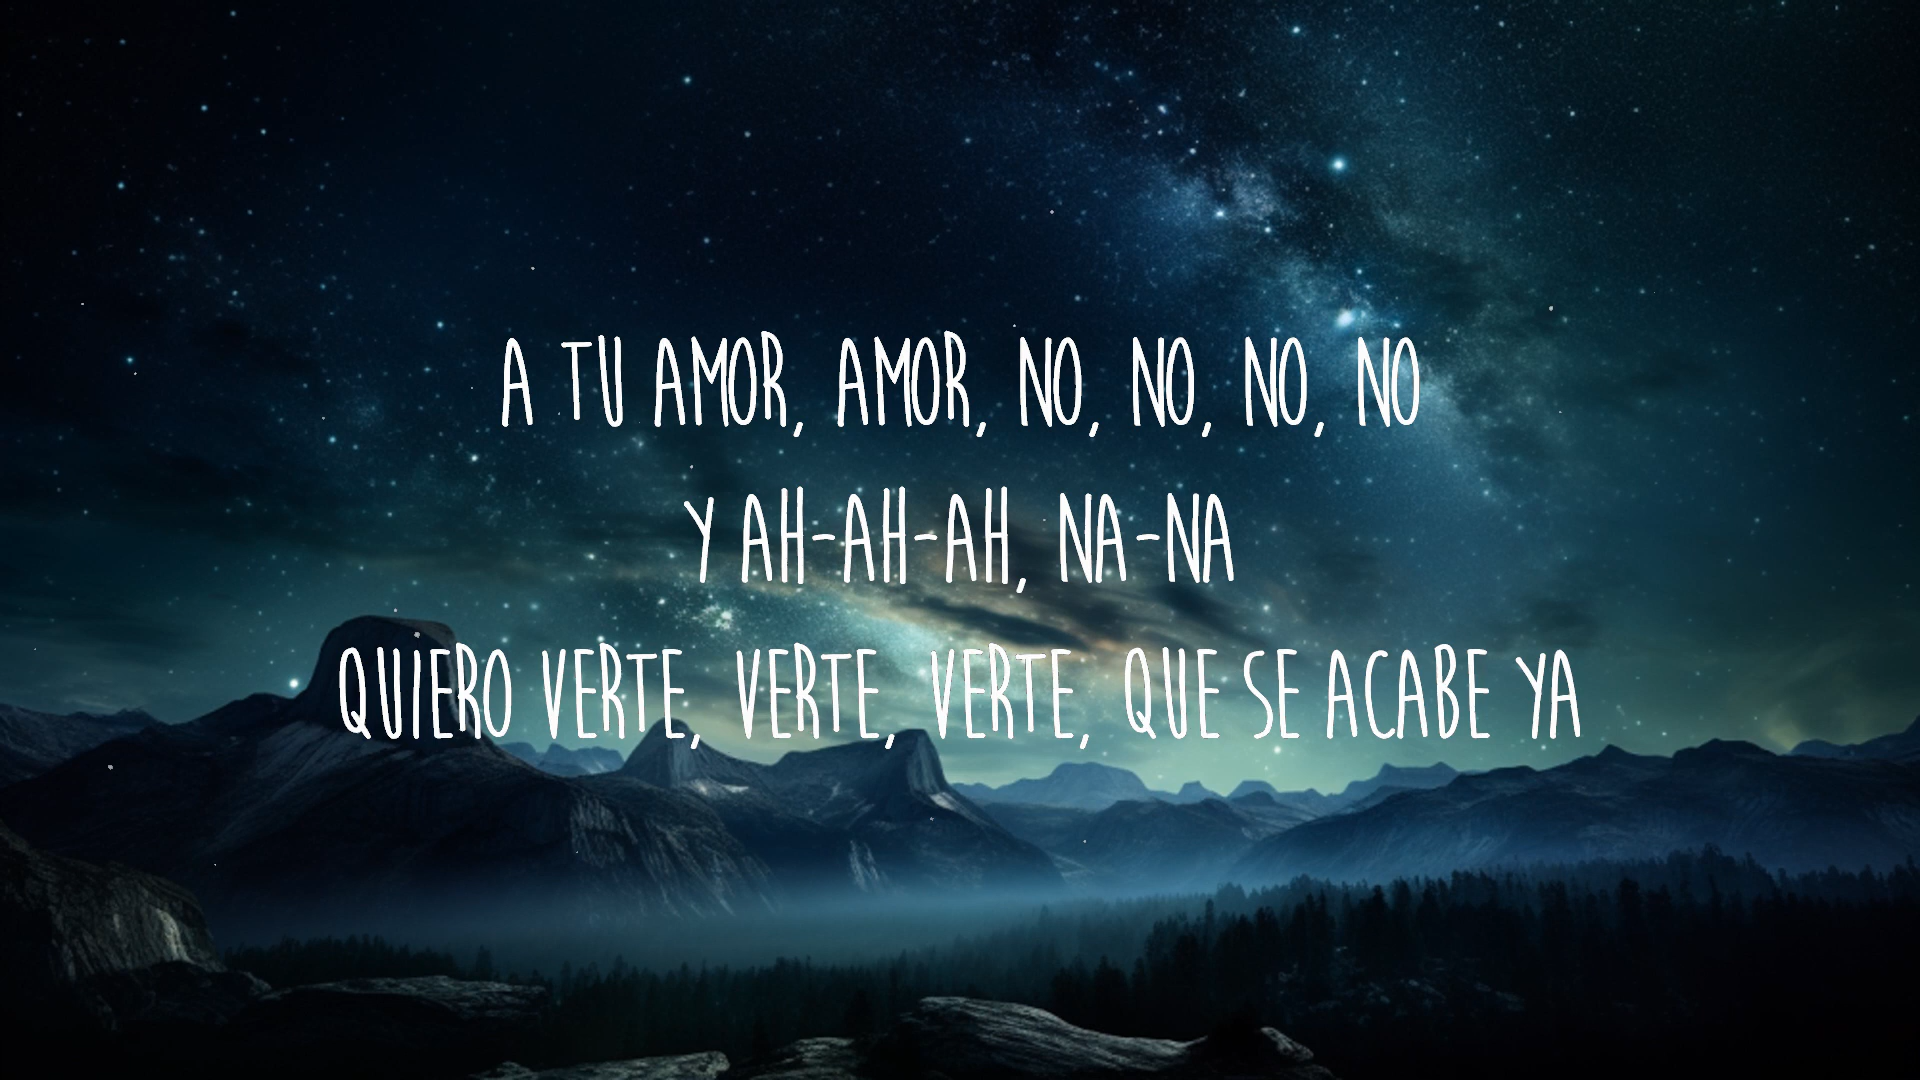 A TU AMOR, AMOR, NO, NO, NO, NO
Y AH-AH-AH, NA-NA
QUIERO VERTE, VERTE, VERTE, QUE SE ACABE YA